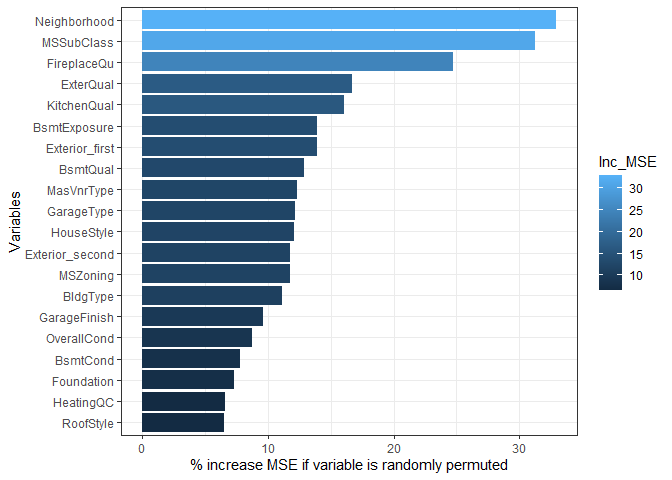 Neighborhood
MSSubClass
FireplaceQu
ExterQual
KitchenQual
BsmtExposure
Exterior_first
BsmtQual
MasVnrType
GarageType
HouseStyle
Exterior_second
MSZoning
BldgType
GarageFinish
OverallCond
BsmtCond
Foundation
HeatingQC
RoofStyle
Variables
0 10 20 30
% increase MSE if variable is randomly permuted
Inc_MSE
30
25
20
15
10